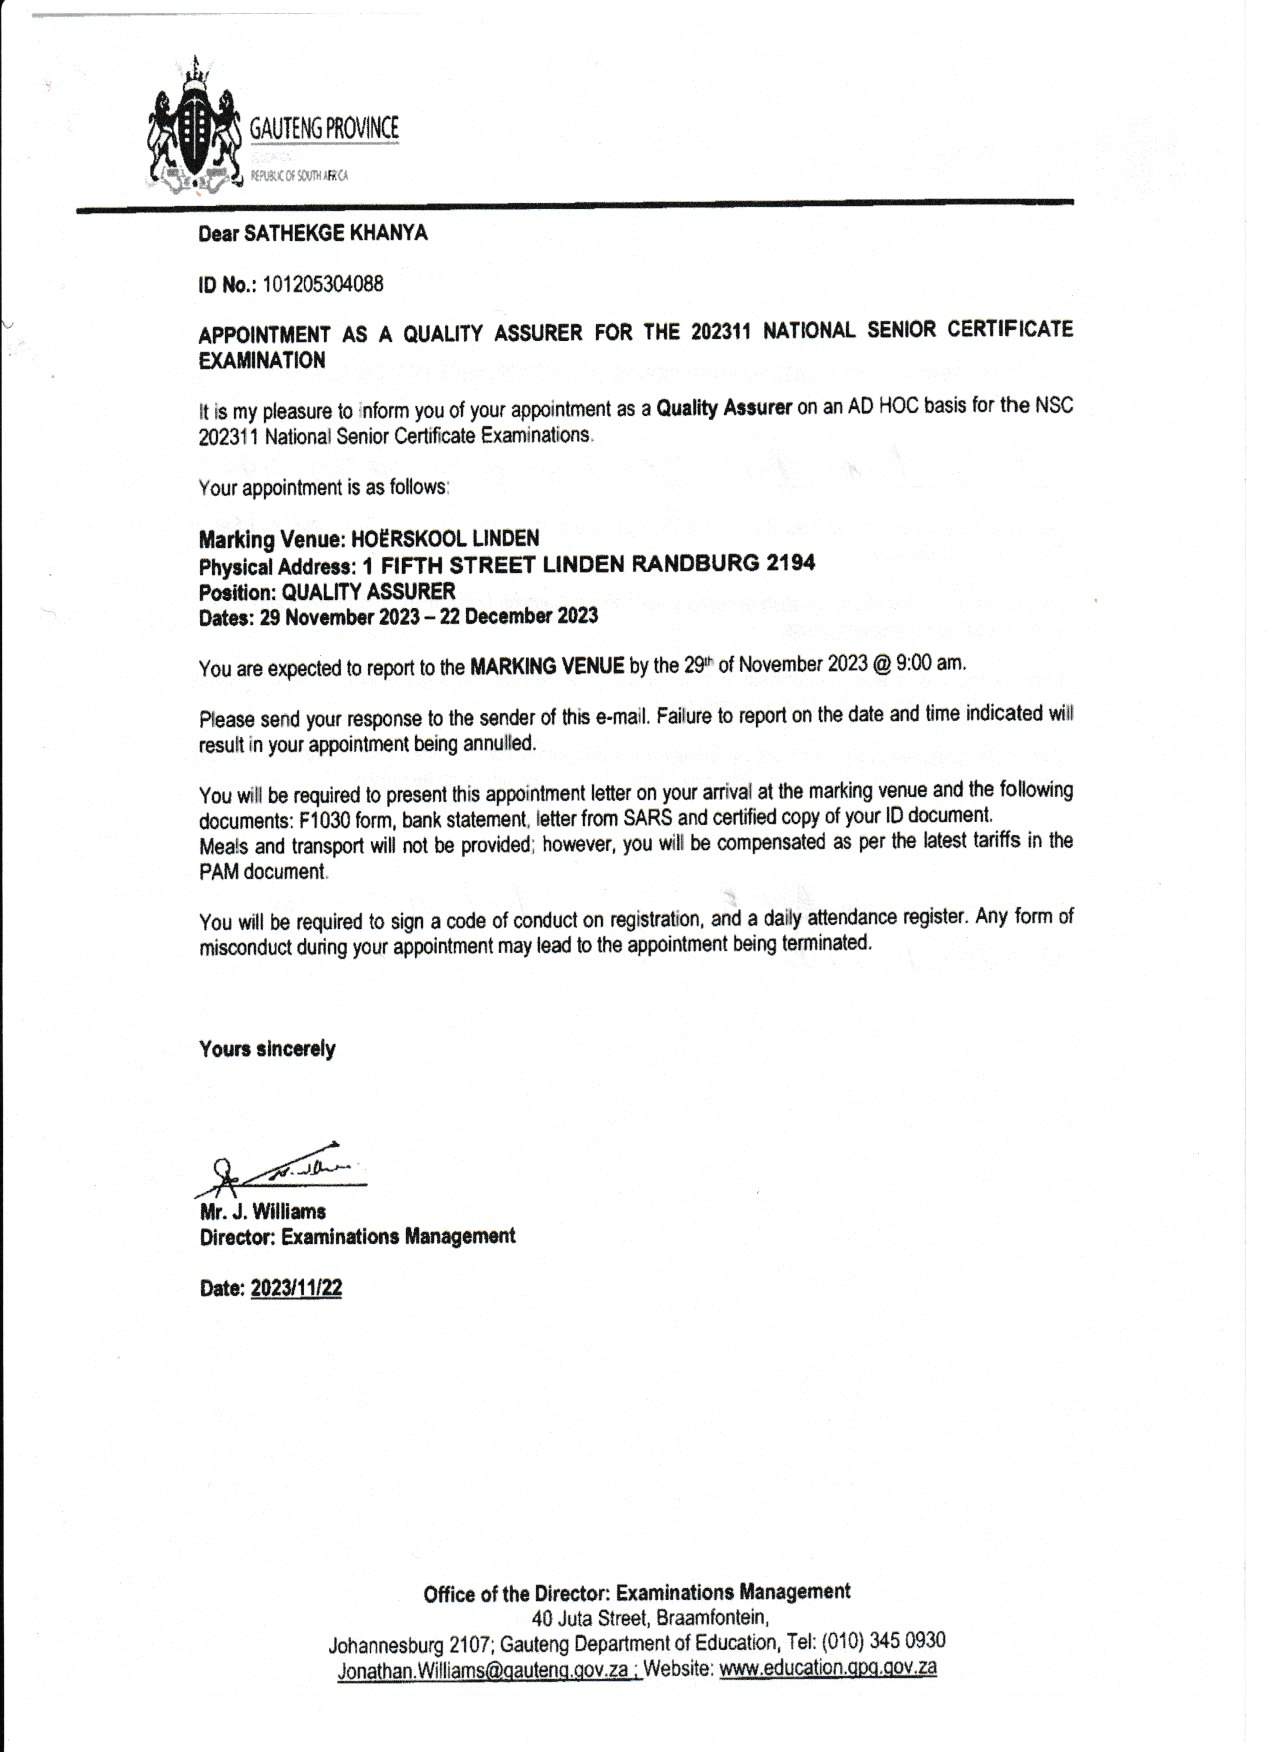 GAUTENG PROVINCE
REPUBLIC OF SOUTH AFRICA
Dear SATHEKGE KHANYA
ID No.: 101205304088
APPOINTMENT AS A QUALITY ASSURER FOR THE 202311 NATIONAL SENIOR CERTIFICATE
EXAMINATION
It is my pleasure to inform you of your appointment as a Quality Assurer on an AD HOC basis for the NSC
202311 National Senior Certificate Examinations.
Your appointment is as follows:
Marking Venue: HOËRSKOOL LINDEN
Physical Address: 1 FIFTH STREET LINDEN RANDBURG 2194
Position: QUALITY ASSURER
Dates: 29 November 2023 – 22 December 2023
You are expected to report to the MARKING VENUE by the 29th of November 2023 @ 9:00 am.
Please send your response to the sender of this e-mail. Failure to report on the date and time indicated will
result in your appointment being annulled.
You will be required to present this appointment letter on your arrival at the marking venue and the following
documents: F1030 form, bank statement, letter from SARS and certified copy of your ID document.
Meals and transport will not be provided; however, you will be compensated as per the latest tariffs in the
PAM document.
You will be required to sign a code of conduct on registration, and a daily attendance register. Any form of
misconduct during your appointment may lead to the appointment being terminated.
Yours sincerely
Mr. J. Williams
Director: Examinations Management
Date: 2023/11/22
Office of the Director: Examinations Management
40 Juta Street, Braamfontein,
Johannesburg 2107; Gauteng Department of Education, Tel: (010) 345 0930
Jonathan.Williams@gauteng.gov.za ; Website: www.education.gpg.gov.za